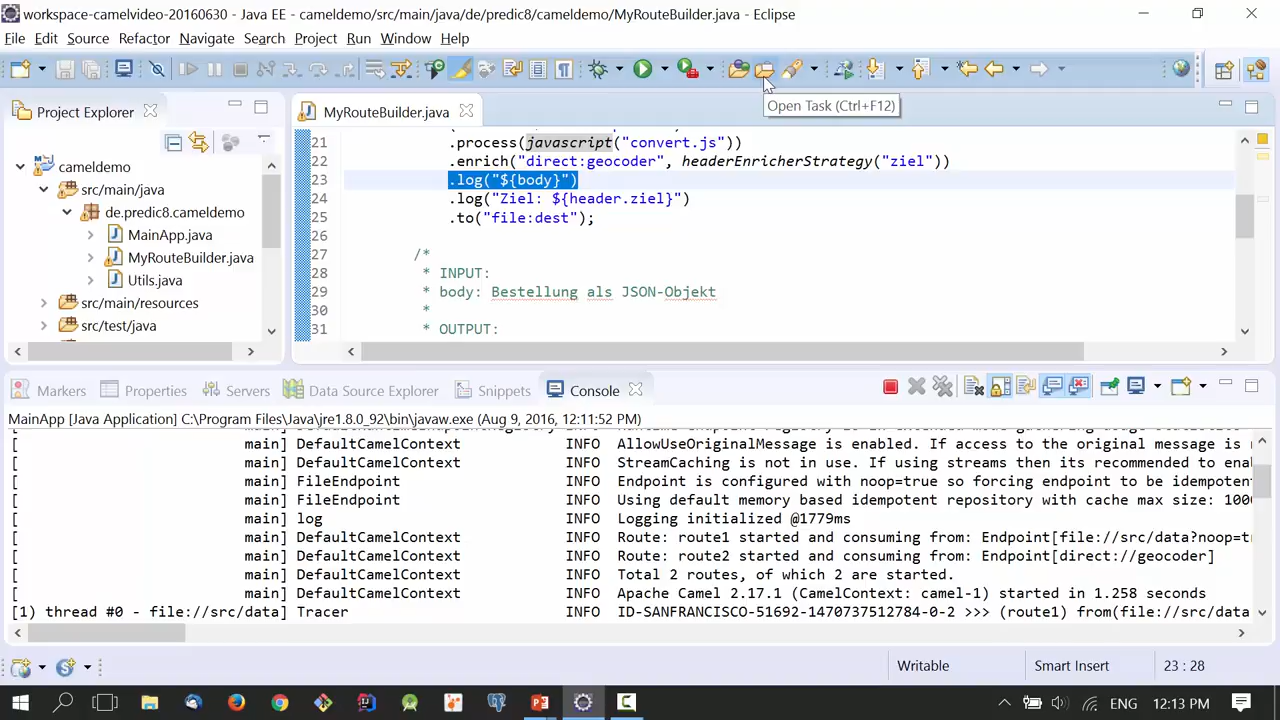 workspace-camelvideo-20160630 - Java EE - cameldemo/src/main/java/de/predic8/cameldemo/MyRouteBuilder.java - Eclipse
File Edit Source Refactor Navigate Search Project Run Window Help
Open Task (Ctrl+F12)
Project Explorer
cameldemo
src/main/java
de.predic8.cameldemo
MainApp.java
MyRouteBuilder.java
Utils.java
src/main/resources
src/test/java
MyRouteBuilder.java
21 .process(javascript("convert.js"))
22 .enrich("direct:geocoder", headerEnricherStrategy("ziel"))
23 .log("${body}")
24 .log("Ziel: ${header.ziel}")
25 .to("file:dest");
26
27 /*
28 * INPUT:
29 * body: Bestellung als JSON-Objekt
30 *
31 * OUTPUT:
Markers Properties Servers Data Source Explorer Snippets Console
MainApp [Java Application] C:\Program Files\Java\jre1.8.0_92\bin\javaw.exe (Aug 9, 2016, 12:11:52 PM)
[ main] DefaultCamelContext INFO AllowUseOriginalMessage is enabled. If access to the original message is
[ main] DefaultCamelContext INFO StreamCaching is not in use. If using streams then its recommended to ena
[ main] FileEndpoint INFO Endpoint is configured with noop=true so forcing endpoint to be idempotent
[ main] FileEndpoint INFO Using default memory based idempotent repository with cache max size: 100
[ main] log INFO Logging initialized @1779ms
[ main] DefaultCamelContext INFO Route: route1 started and consuming from: Endpoint[file://src/data?noop=t
[ main] DefaultCamelContext INFO Route: route2 started and consuming from: Endpoint[direct://geocoder]
[ main] DefaultCamelContext INFO Total 2 routes, of which 2 are started.
[ main] DefaultCamelContext INFO Apache Camel 2.17.1 (CamelContext: camel-1) started in 1.258 seconds
[1) thread #0 - file://src/data] Tracer INFO ID-SANFRANCISCO-51692-1470737512784-0-2 >>> (route1) from(file://src/data
Writable Smart Insert 23 : 28
ENG 12:13 PM